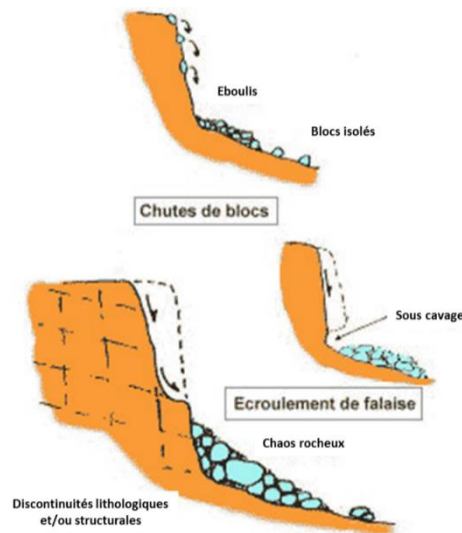 Eboulis
Blocs isolés
Chutes de blocs
Sous cavage
Ecroulement de falaise
Chaos rocheux
Discontinuités lithologiques
et/ou structurales